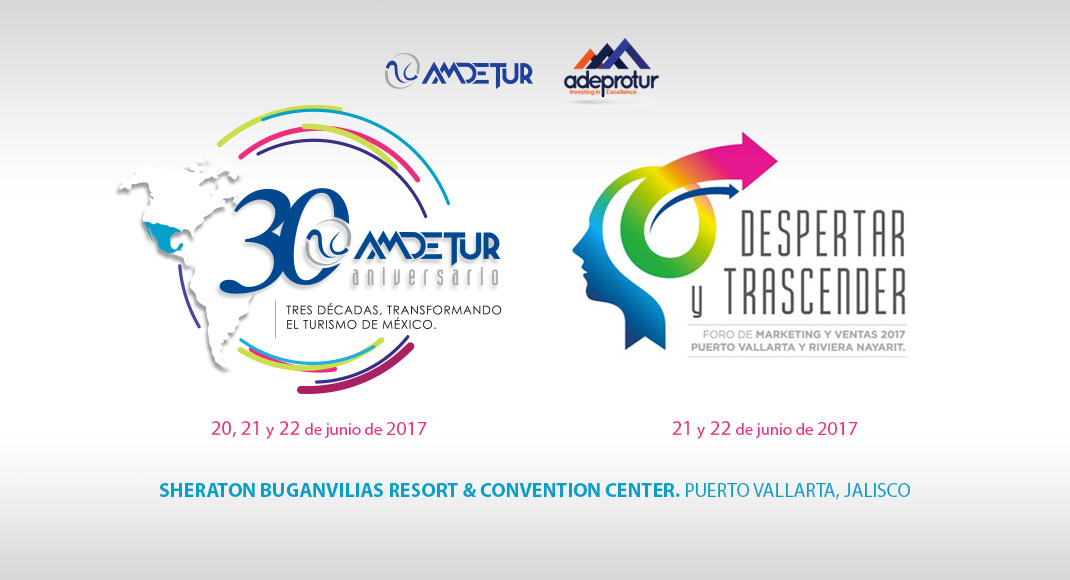 AMDETUR
adeprotur
Investing in Excellence
30 AMDETUR
aniversario
TRES DÉCADAS, TRANSFORMANDO
EL TURISMO DE MÉXICO.
DESPERTAR
y TRASCENDER
FORO DE MARKETING Y VENTAS 2017
PUERTO VALLARTA Y RIVIERA NAYARIT.
20, 21 y 22 de junio de 2017
21 y 22 de junio de 2017
SHERATON BUGANVILIAS RESORT & CONVENTION CENTER. PUERTO VALLARTA, JALISCO